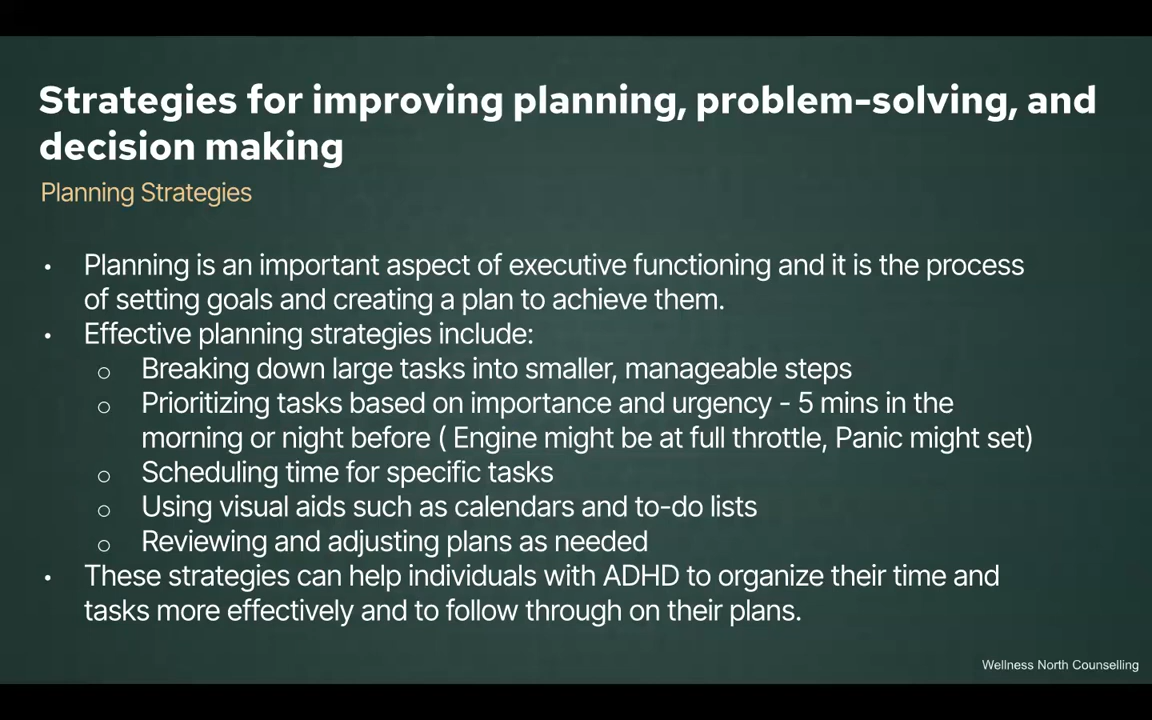 Strategies for improving planning, problem-solving, and
decision making
Planning Strategies
• Planning is an important aspect of executive functioning and it is the process
of setting goals and creating a plan to achieve them.
• Effective planning strategies include:
○ Breaking down large tasks into smaller, manageable steps
○ Prioritizing tasks based on importance and urgency - 5 mins in the
morning or night before ( Engine might be at full throttle, Panic might set)
○ Scheduling time for specific tasks
○ Using visual aids such as calendars and to-do lists
○ Reviewing and adjusting plans as needed
• These strategies can help individuals with ADHD to organize their time and
tasks more effectively and to follow through on their plans.
Wellness North Counselling